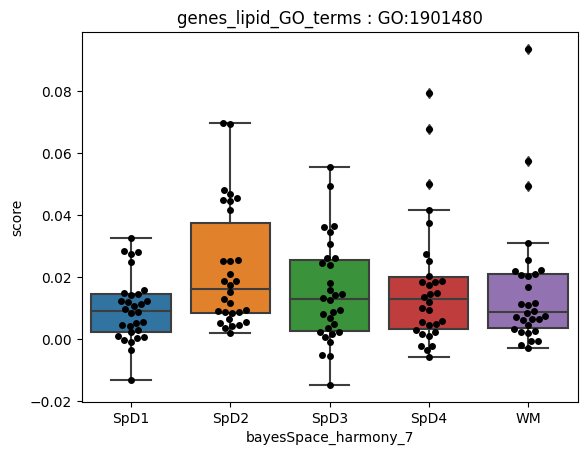 genes_lipid_GO_terms : GO:1901480
score
0.08
0.06
0.04
0.02
0.00
−0.02
SpD1 SpD2 SpD3 SpD4 WM
bayesSpace_harmony_7